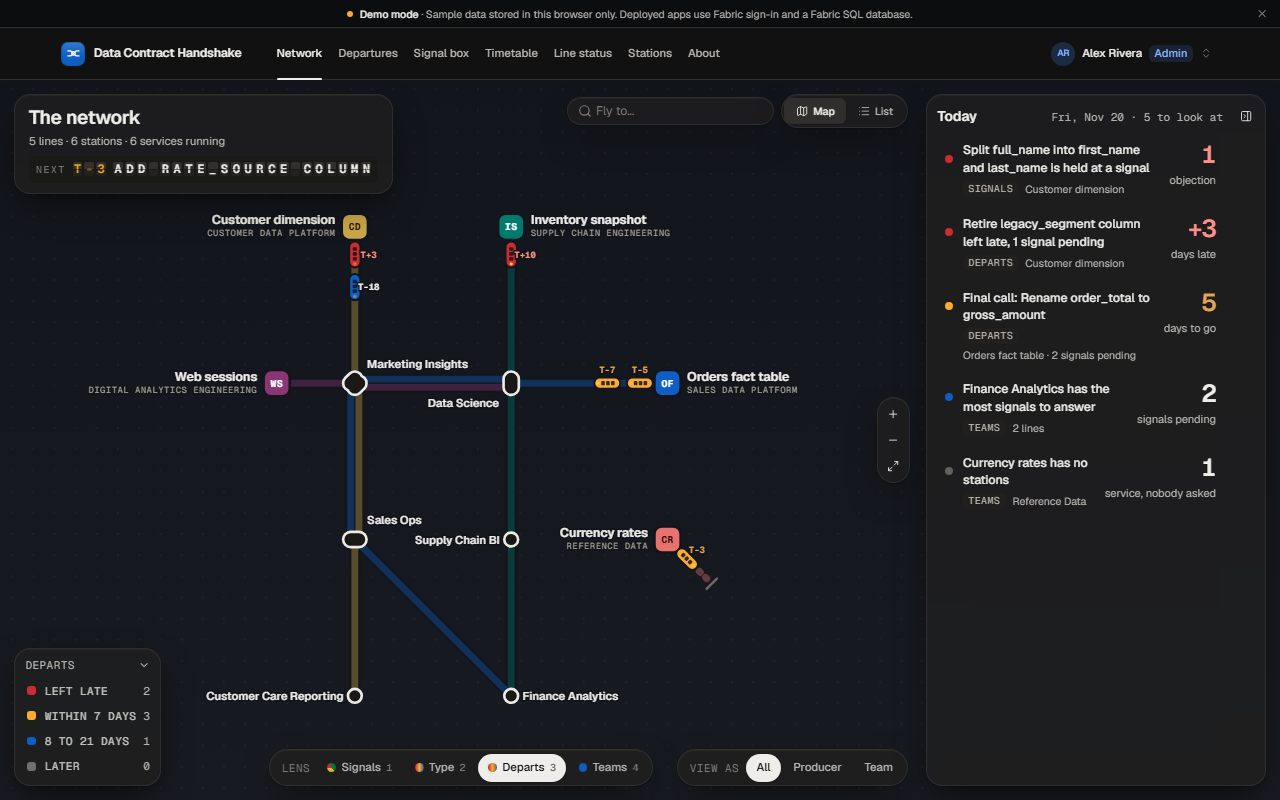 Demo mode · Sample data stored in this browser only. Deployed apps use Fabric sign-in and a Fabric SQL database.
Data Contract Handshake
Network
Departures
Signal box
Timetable
Line status
Stations
About
AR
Alex Rivera
Admin
The network
5 lines · 6 stations · 6 services running
NEXT T-3 ADD RATE_SOURCE COLUMN
Fly to…
Map
List
Customer dimension
CUSTOMER DATA PLATFORM
CD
T+3
T-18
IS
Inventory snapshot
SUPPLY CHAIN ENGINEERING
T+10
Marketing Insights
Web sessions
DIGITAL ANALYTICS ENGINEERING
WS
Data Science
T-7
T-5
OF
Orders fact table
SALES DATA PLATFORM
Sales Ops
Supply Chain BI
Currency rates
REFERENCE DATA
CR
T-3
Customer Care Reporting
Finance Analytics
DEPARTS
LEFT LATE 2
WITHIN 7 DAYS 3
8 TO 21 DAYS 1
LATER 0
LENS
Signals 1
Type 2
Departs 3
Teams 4
VIEW AS
All
Producer
Team
Today
Fri, Nov 20 · 5 to look at
Split full_name into first_name
and last_name is held at a signal
SIGNALS Customer dimension
1
objection
Retire legacy_segment column
left late, 1 signal pending
DEPARTS Customer dimension
+3
days late
Final call: Rename order_total to
gross_amount
DEPARTS
Orders fact table · 2 signals pending
5
days to go
Finance Analytics has the
most signals to answer
TEAMS 2 lines
2
signals pending
Currency rates has no
stations
TEAMS Reference Data
1
service, nobody asked